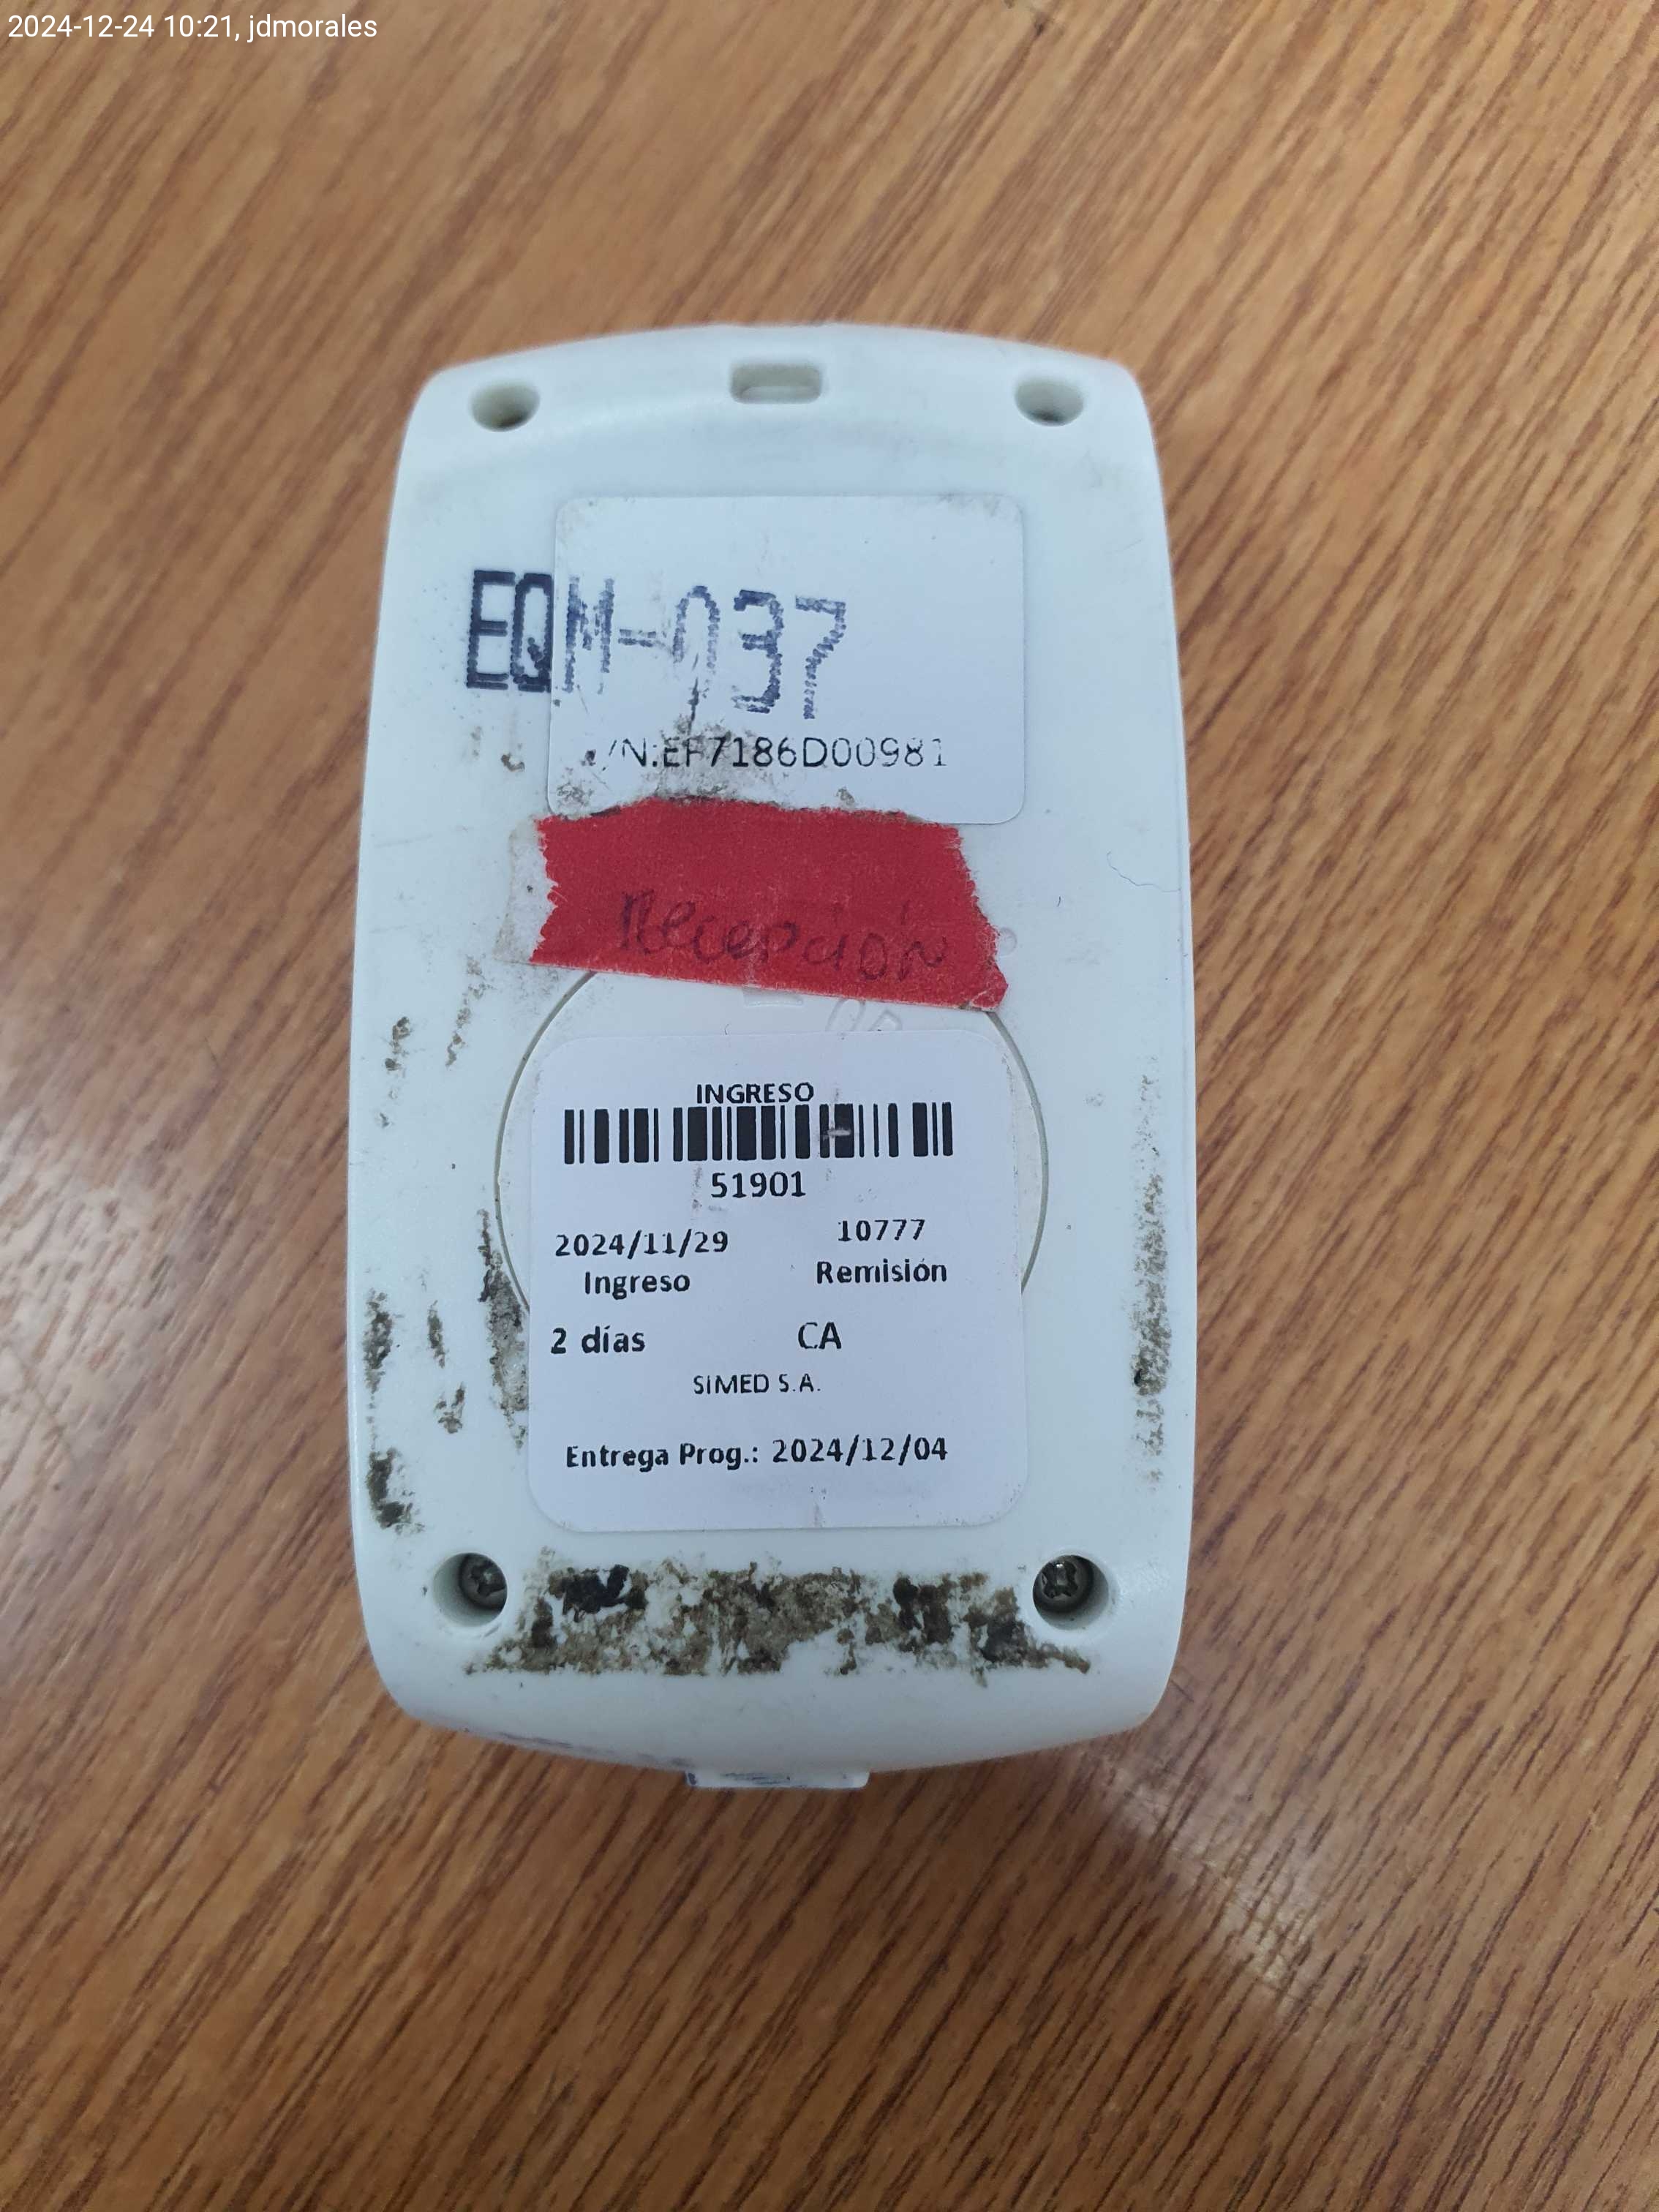 2024-12-24 10:21, jdmorales
EQM-037
/N:EF7186D00981
Recepción
INGRESO
51901
2024/11/29 10777
Ingreso Remisión
2 días CA
SIMED S.A.
Entrega Prog.: 2024/12/04